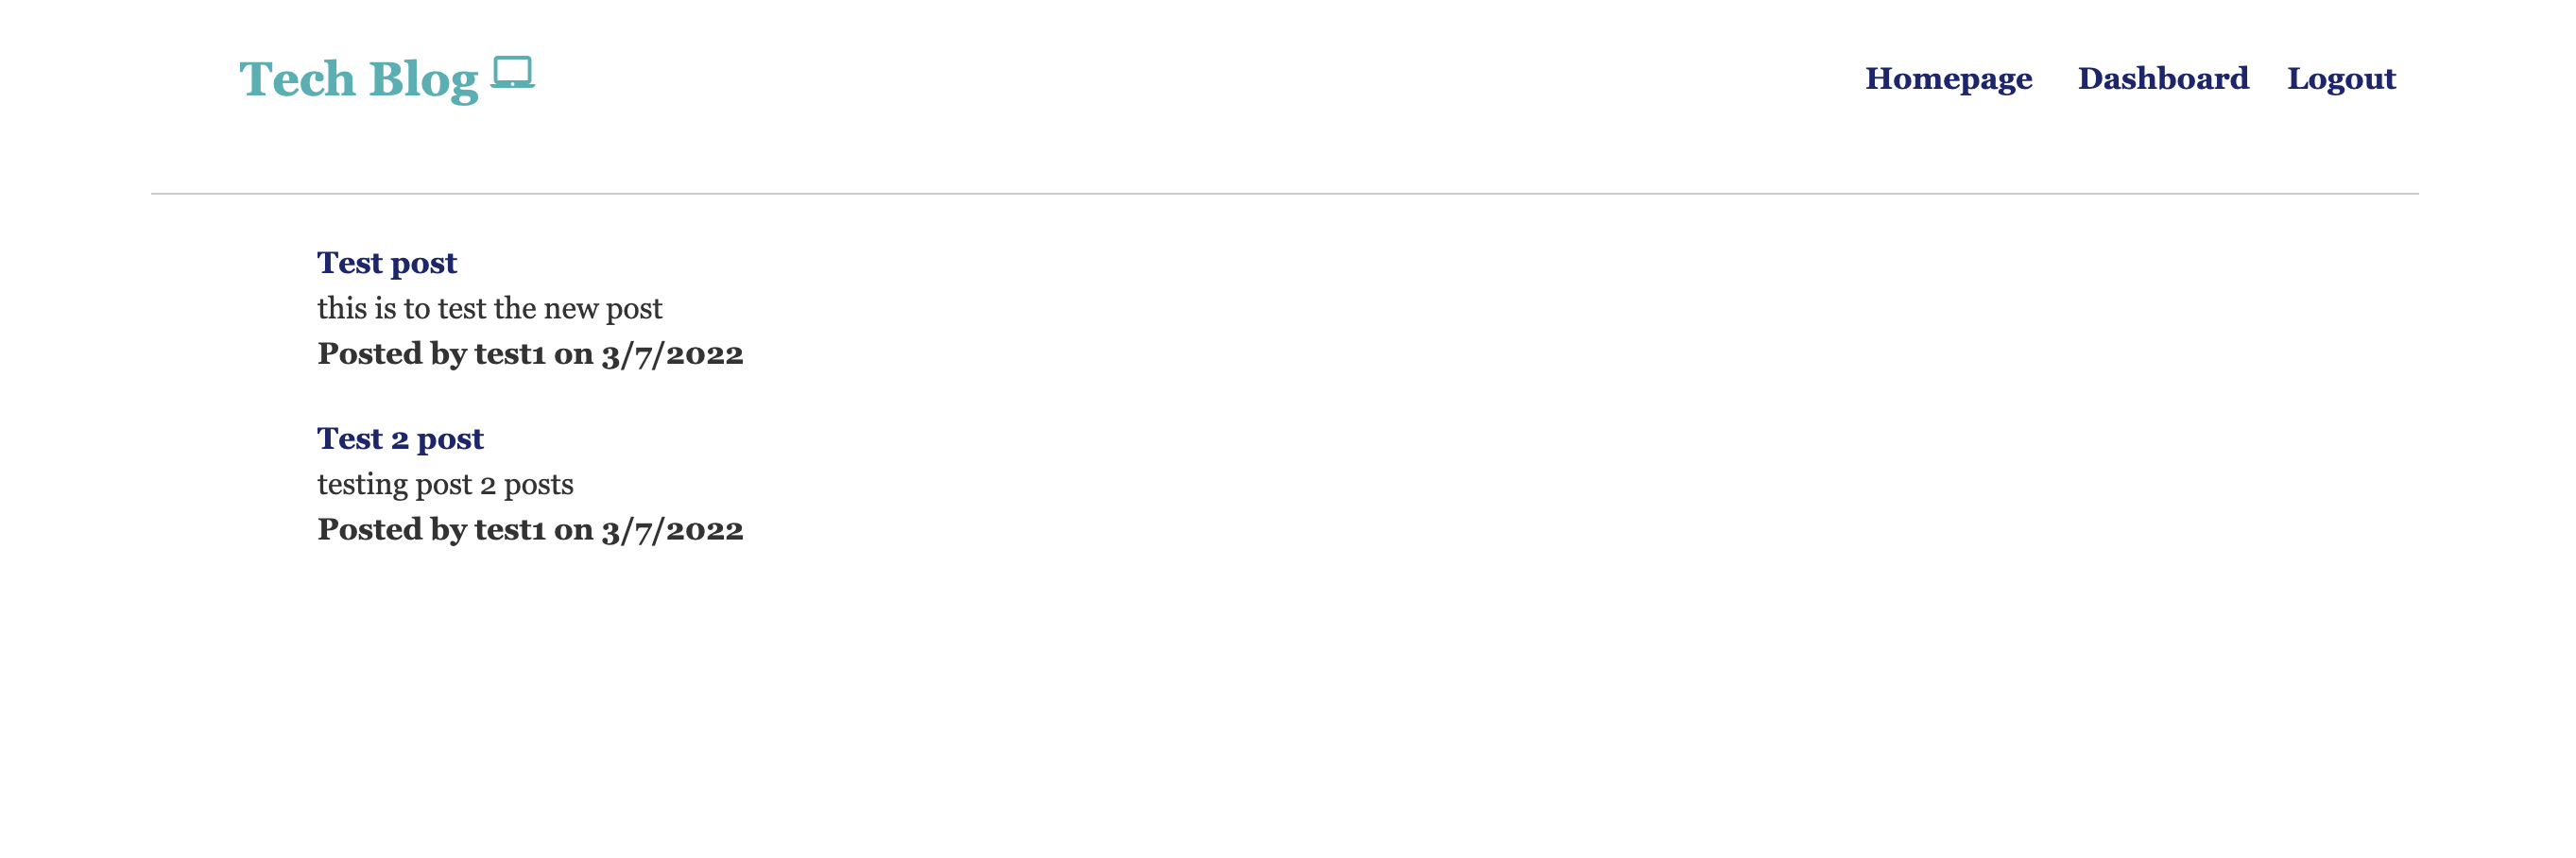 Tech Blog
Homepage Dashboard Logout
Test post
this is to test the new post
Posted by test1 on 3/7/2022
Test 2 post
testing post 2 posts
Posted by test1 on 3/7/2022